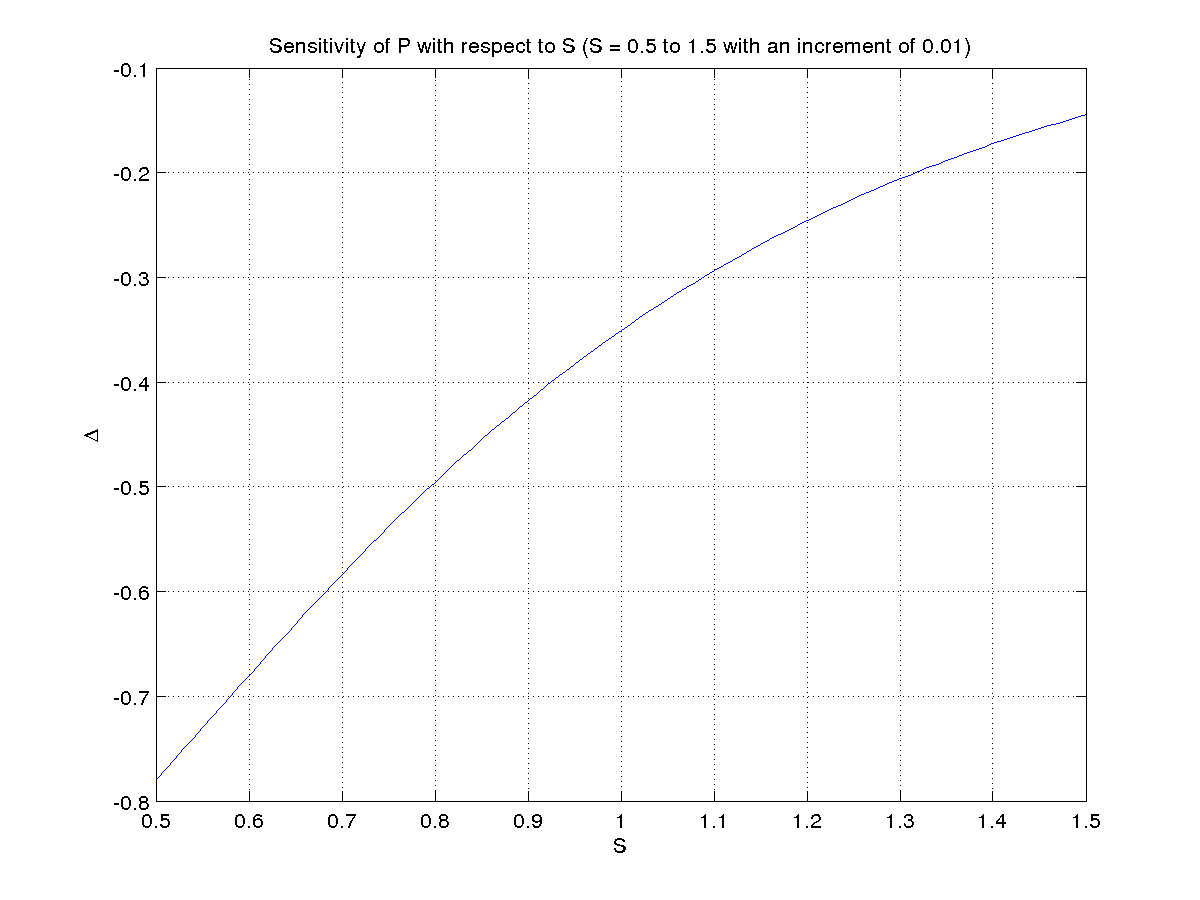 Sensitivity of P with respect to S (S = 0.5 to 1.5 with an increment of 0.01)
-0.1
-0.2
-0.3
-0.4
-0.5
-0.6
-0.7
-0.8
Δ
0.5 0.6 0.7 0.8 0.9 1 1.1 1.2 1.3 1.4 1.5
S